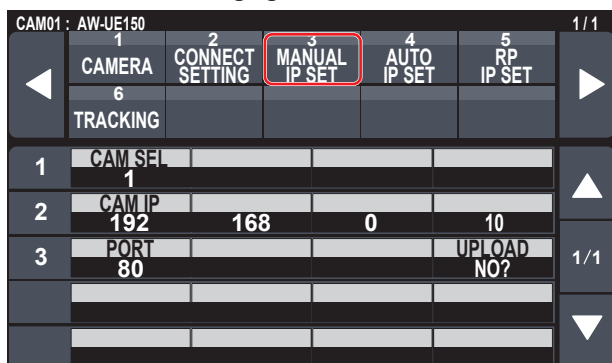 CAM01 : AW-UE150 1/1
1 2 3 4 5
CAMERA CONNECT SETTING MANUAL IP SET AUTO IP SET RP IP SET
6
TRACKING
1 CAM SEL
1
2 CAM IP
192 168 0 10
3 PORT UPLOAD 1/1
80 NO?